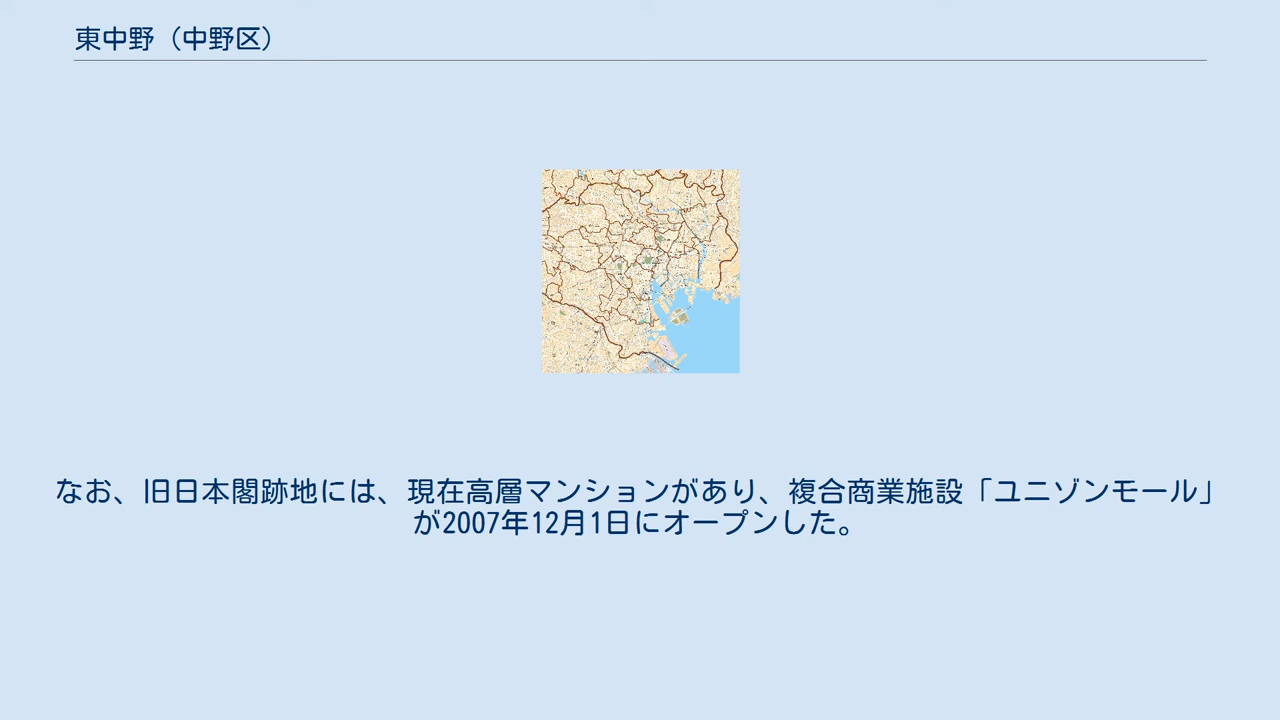 東中野（中野区）
なお、旧日本閣跡地には、現在高層マンションがあり、複合商業施設「ユニゾンモール」
が2007年12月1日にオープンした。